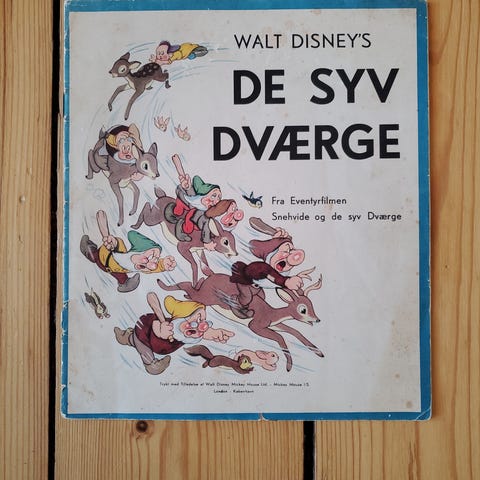 WALT DISNEY'S
DE SYV
DVÆRGE
Fra Eventyrfilmen
Snehvide og de syv Dværge
Trykt med Tilladelse af Walt Disney Mickey Mouse Ltd. - Mickey Mouse I.S.
London - København